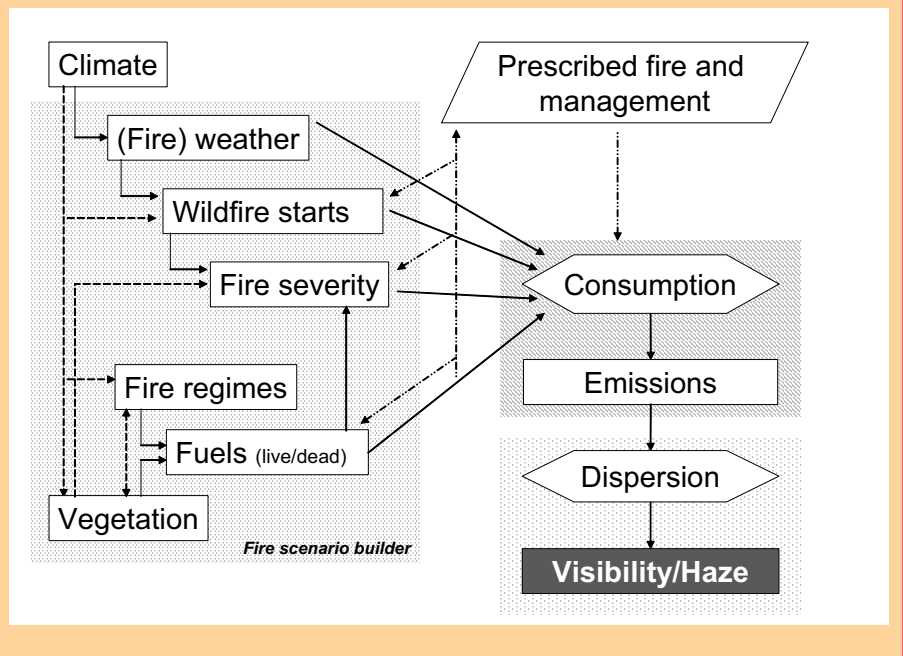 Climate
Prescribed fire and
management
(Fire) weather
Wildfire starts
Fire severity
Consumption
Fire regimes
Emissions
Fuels (live/dead)
Dispersion
Vegetation
Fire scenario builder
Visibility/Haze